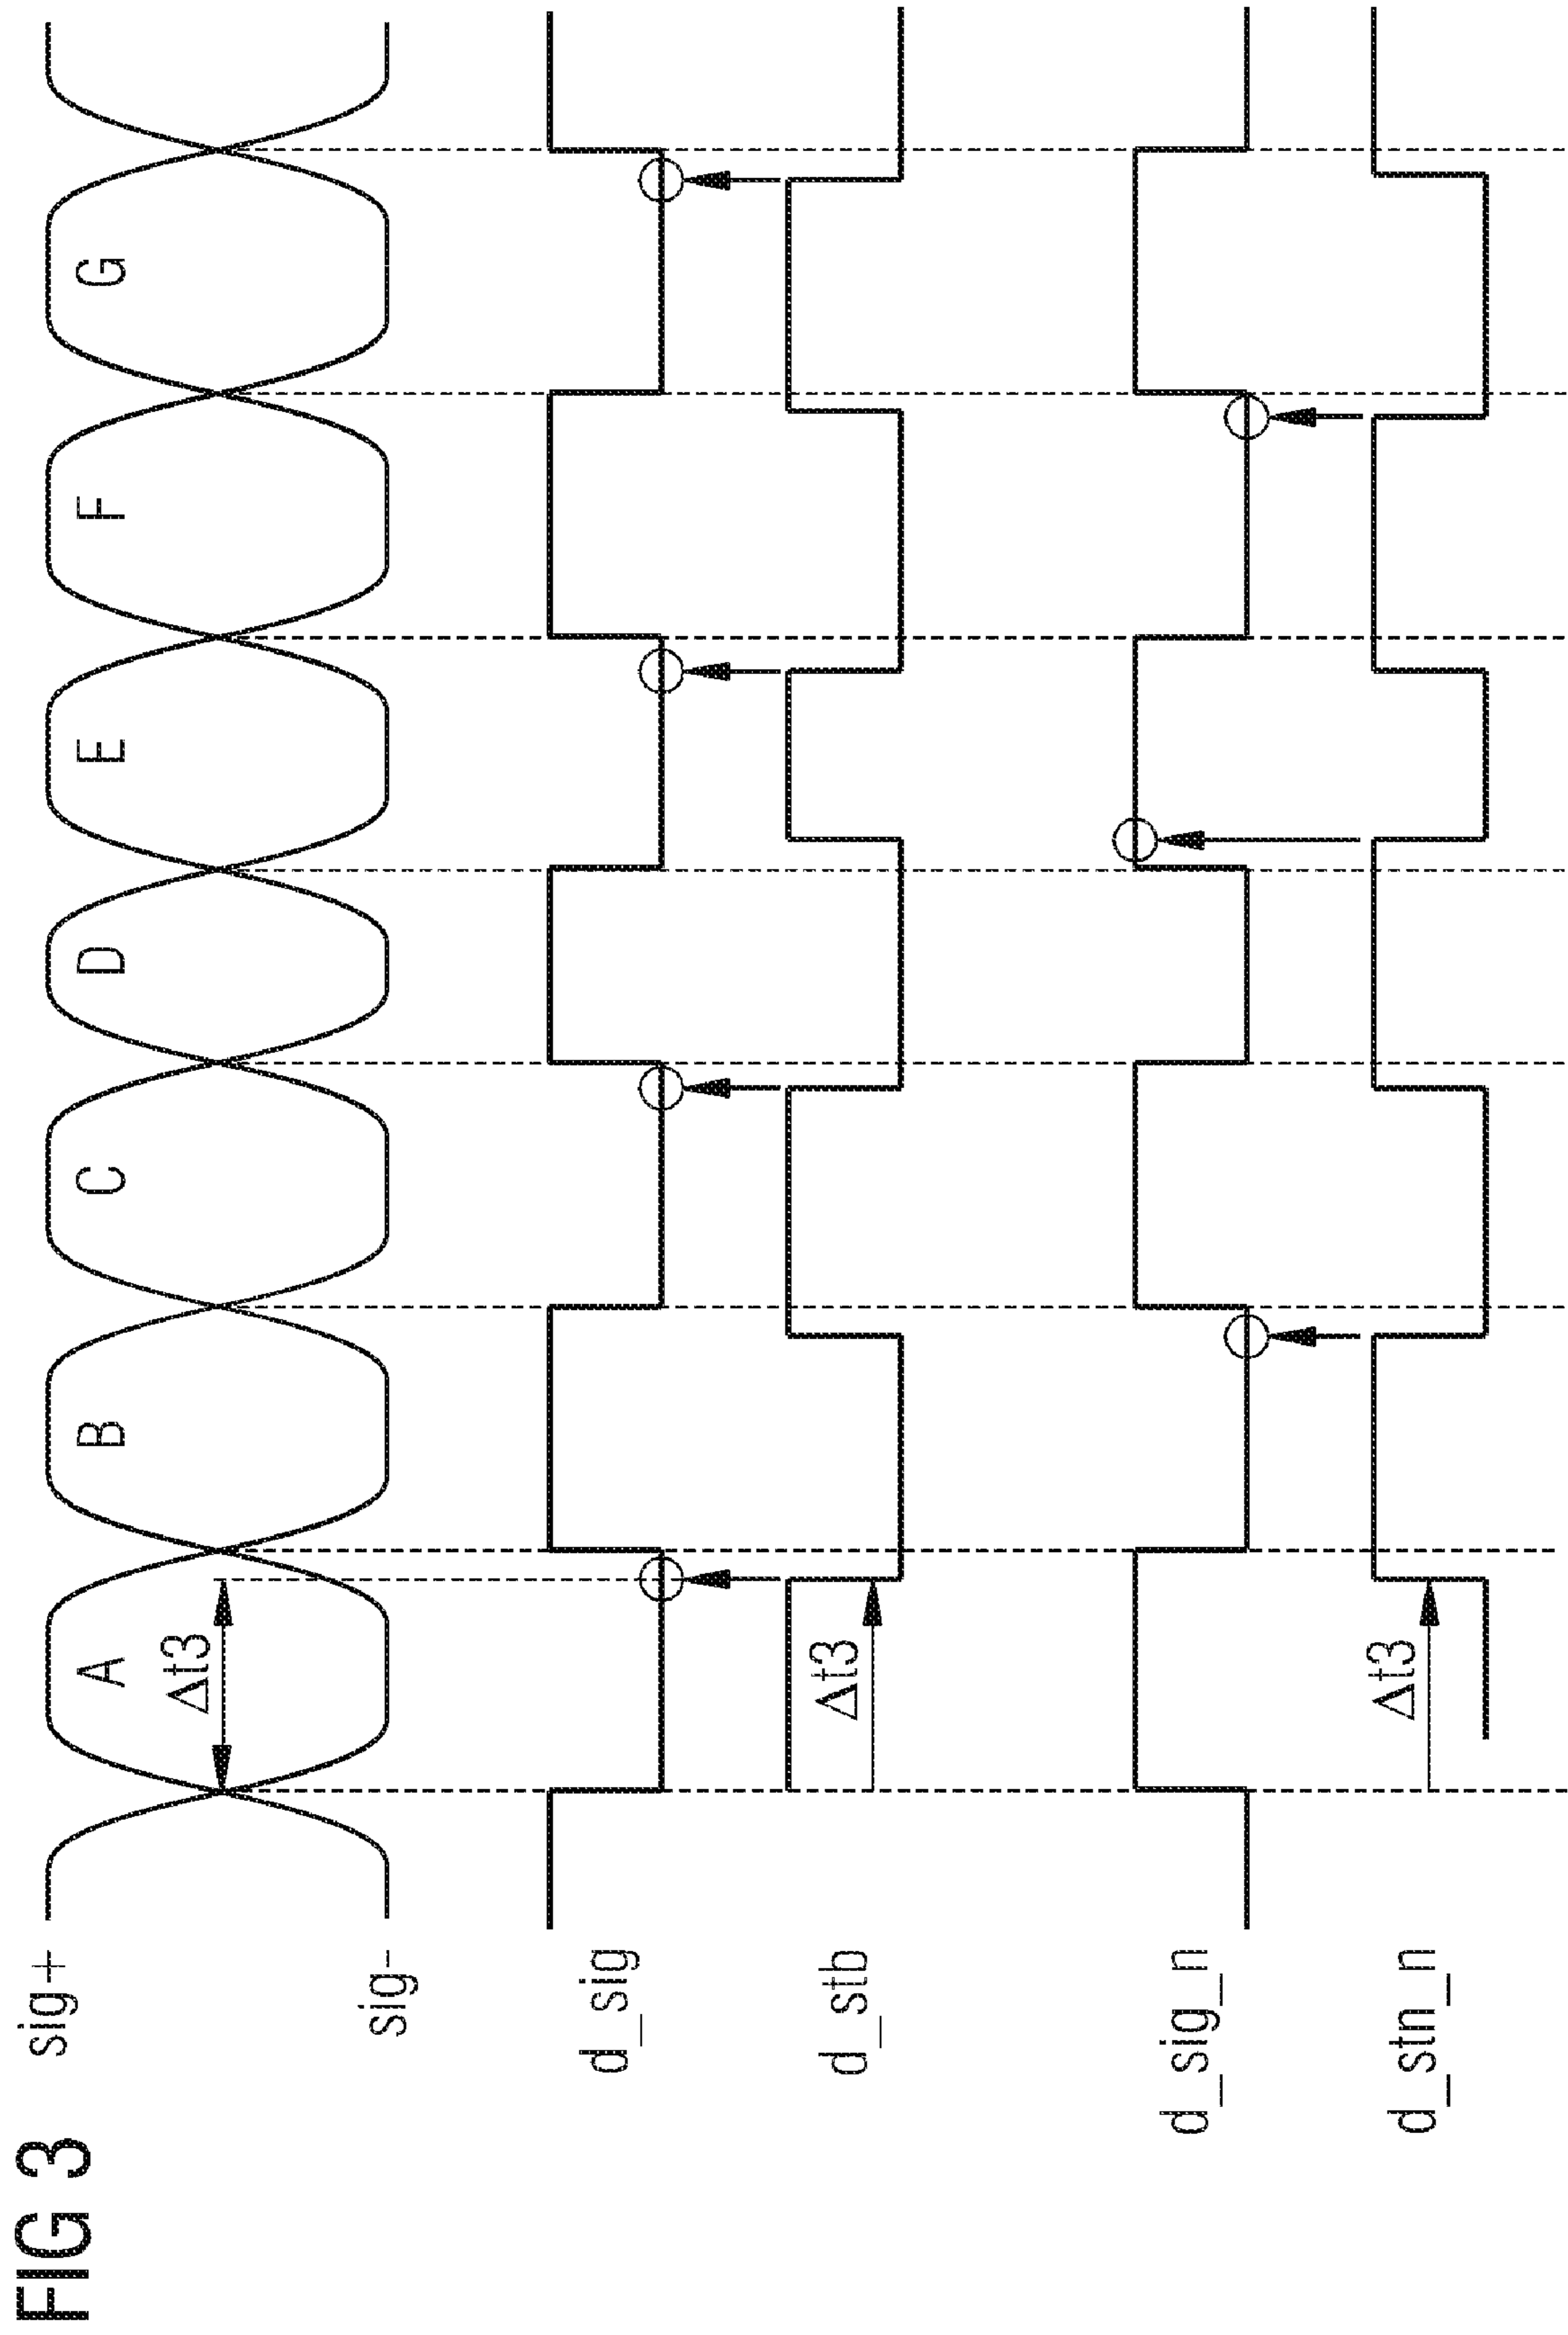 FIG 3
sig+
A B C D E F G
Δt3
sig-
d_sig
d_stb
Δt3
d_sig_n
d_stn_n
Δt3